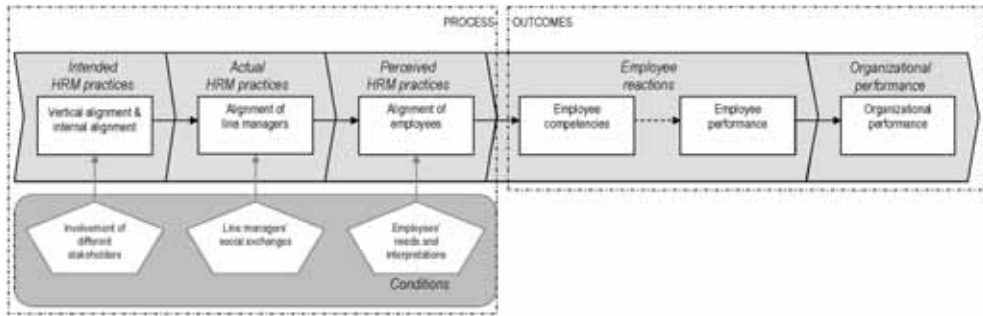 PROCESS
OUTCOMES
Intended
HRM practices
Actual
HRM practices
Perceived
HRM practices
Employee
reactions
Organizational
performance
Vertical alignment &
internal alignment
Alignment of
line managers
Alignment of
employees
Employee
competencies
Employee
performance
Organizational
performance
Involvement of
different
stakeholders
Line managers'
social exchanges
Employees'
needs and
interpretations
Conditions